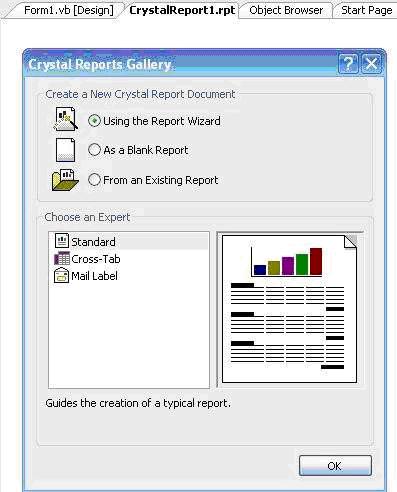 Form1.vb [Design] CrystalReport1.rpt Object Browser Start Page
Crystal Reports Gallery
Create a New Crystal Report Document
Using the Report Wizard
As a Blank Report
From an Existing Report
Choose an Expert
Standard
Cross-Tab
Mail Label
Guides the creation of a typical report.
OK